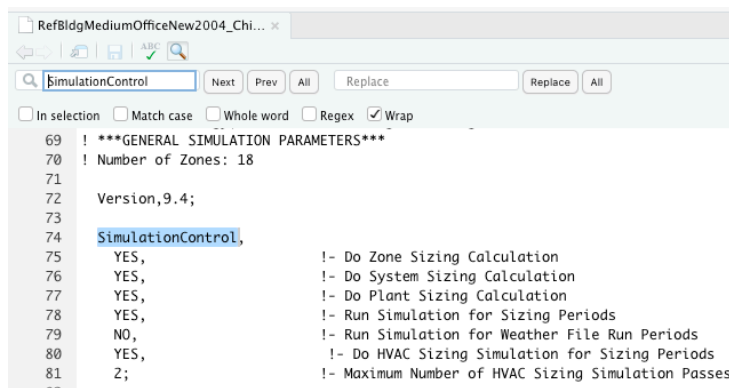 RefBldgMediumOfficeNew2004_Chi... ×
ABC
SimulationControl Next Prev All Replace Replace All
In selection Match case Whole word Regex Wrap
69 ! ***GENERAL SIMULATION PARAMETERS***
70 ! Number of Zones: 18
71
72 Version,9.4;
73
74 SimulationControl,
75 YES, !- Do Zone Sizing Calculation
76 YES, !- Do System Sizing Calculation
77 YES, !- Do Plant Sizing Calculation
78 YES, !- Run Simulation for Sizing Periods
79 NO, !- Run Simulation for Weather File Run Periods
80 YES, !- Do HVAC Sizing Simulation for Sizing Periods
81 2; !- Maximum Number of HVAC Sizing Simulation Passes